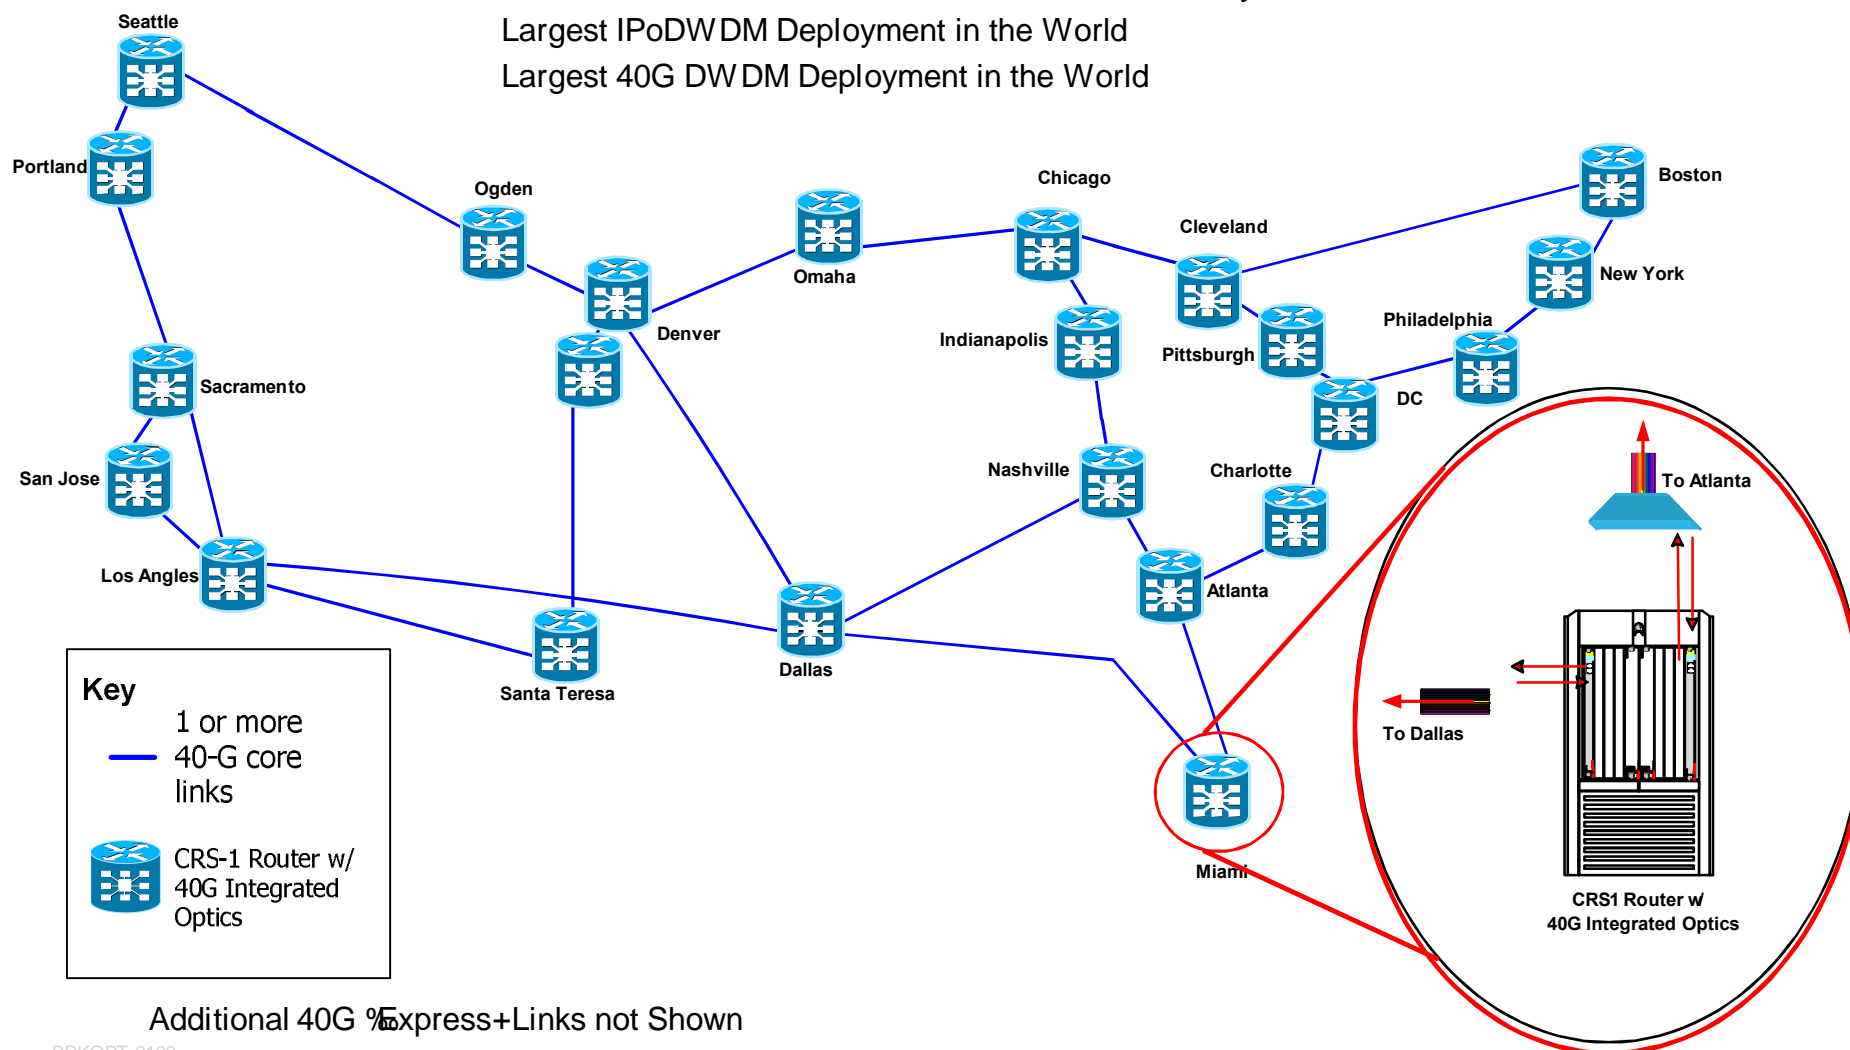 Largest IPoDWDM Deployment in the World
Largest 40G DWDM Deployment in the World
Seattle
Portland
Ogden
Chicago
Cleveland
Boston
Omaha
New York
Denver
Indianapolis
Pittsburgh
Philadelphia
DC
Sacramento
San Jose
Nashville
Charlotte
To Atlanta
Los Angles
Atlanta
Santa Teresa
Dallas
To Dallas
Miami
CRS1 Router w/
40G Integrated Optics
Key
1 or more
40-G core
links
CRS-1 Router w/
40G Integrated
Optics
Additional 40G %Express+Links not Shown